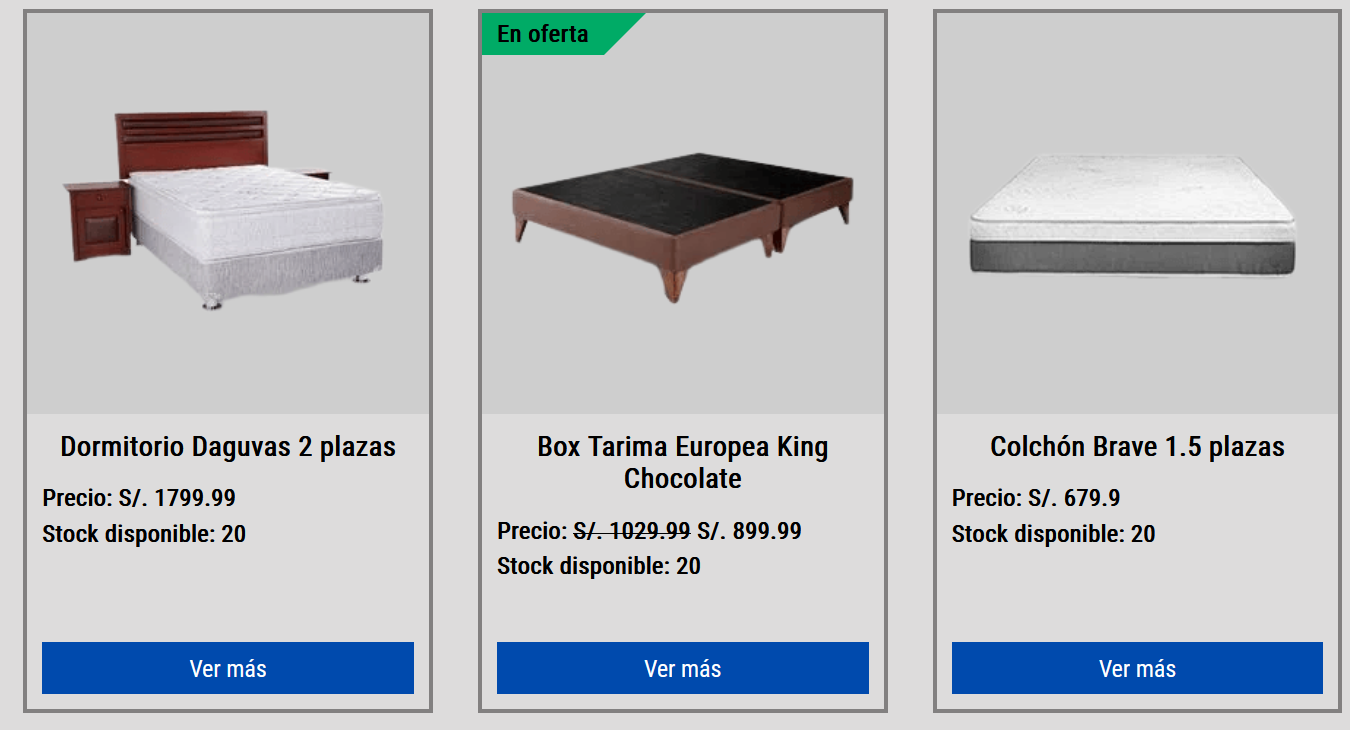 Dormitorio Daguvas 2 plazas
Precio: S/. 1799.99
Stock disponible: 20
Ver más
En oferta
Box Tarima Europea King
Chocolate
Precio: S/. 1029.99 S/. 899.99
Stock disponible: 20
Ver más
Colchón Brave 1.5 plazas
Precio: S/. 679.9
Stock disponible: 20
Ver más